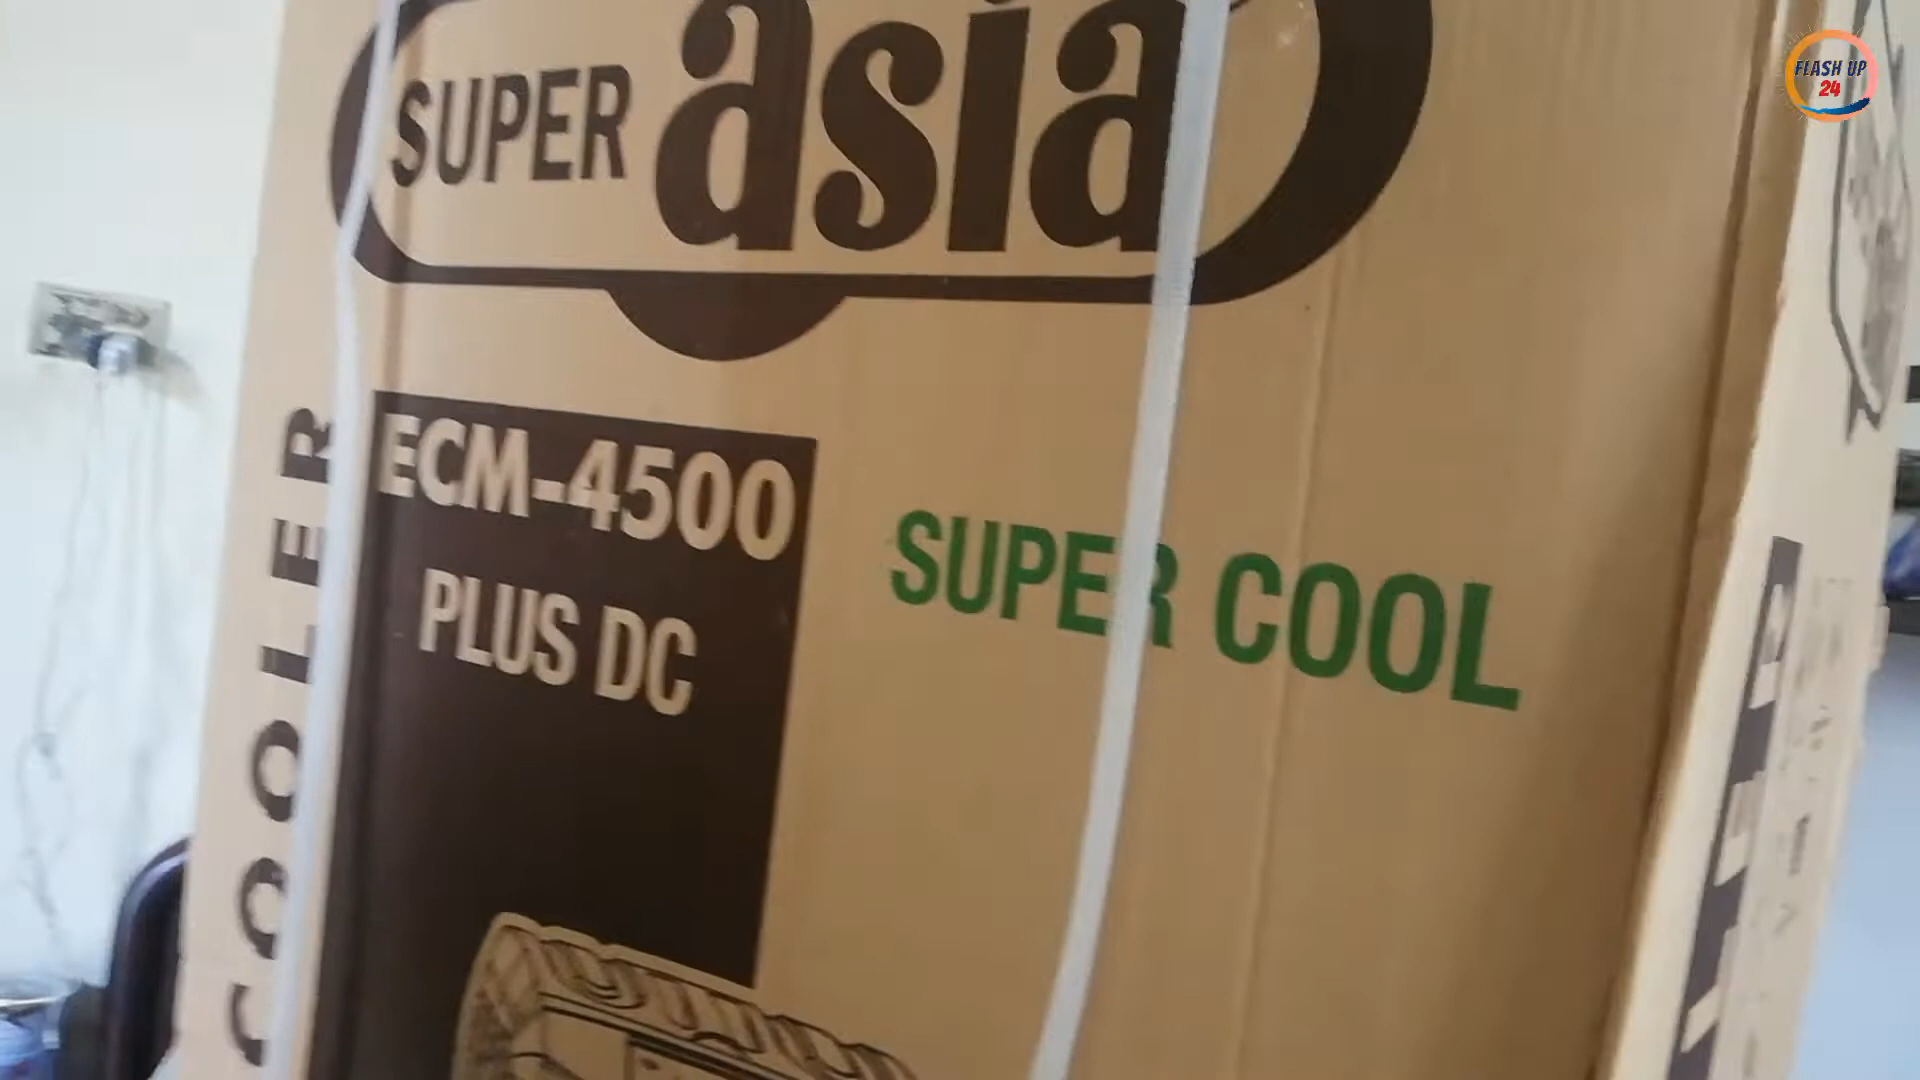 SUPER asia
ECM-4500
PLUS DC
SUPER COOL
COOLER
FLASH UP
24